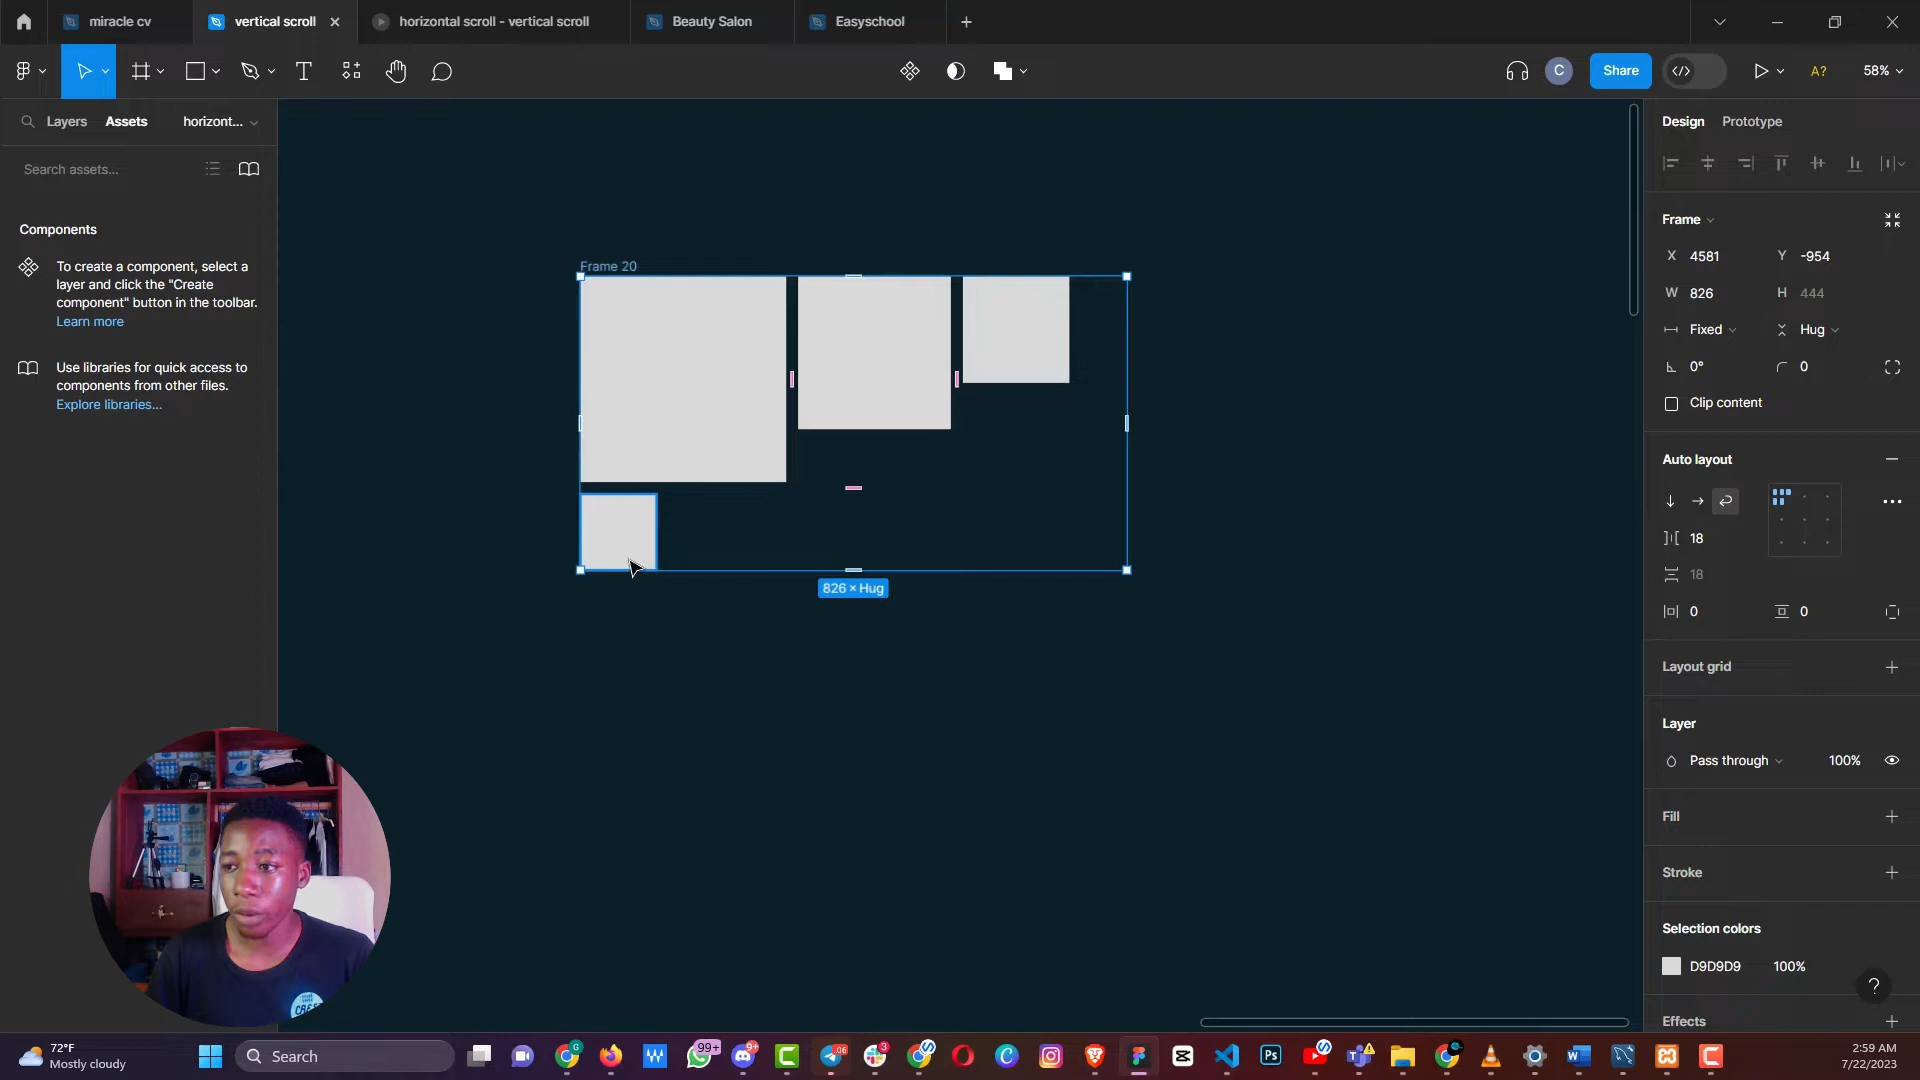 miracle cv
vertical scroll
horizontal scroll - vertical scroll
Beauty Salon
Easyschool
C
Share
A?
58%
Layers
Assets
horizont...
Search assets...
Components
To create a component, select a
layer and click the "Create
component" button in the toolbar.
Learn more
Use libraries for quick access to
components from other files.
Explore libraries...
Frame 20
826 × Hug
Design
Prototype
Frame
X 4581
Y -954
W 826
H 444
Fixed
Hug
0°
0
Clip content
Auto layout
18
18
0
0
Layout grid
Layer
Pass through
100%
Fill
Stroke
Selection colors
D9D9D9
100%
Effects
?
72°F
Mostly cloudy
Search
99+
9+
3
2:59 AM
7/22/2023